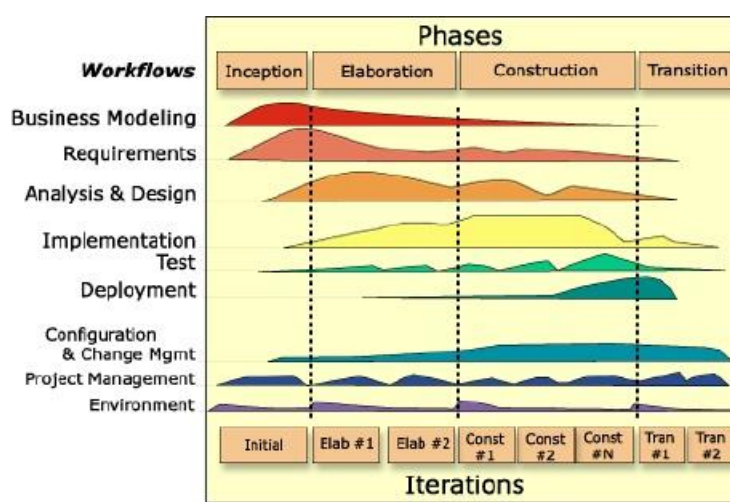 Phases
Workflows
Inception
Elaboration
Construction
Transition
Business Modeling
Requirements
Analysis & Design
Implementation
Test
Deployment
Configuration
& Change Mgmt
Project Management
Environment
Initial
Elab #1
Elab #2
Const
#1
Const
#2
Const
#N
Tran
#1
Tran
#2
Iterations